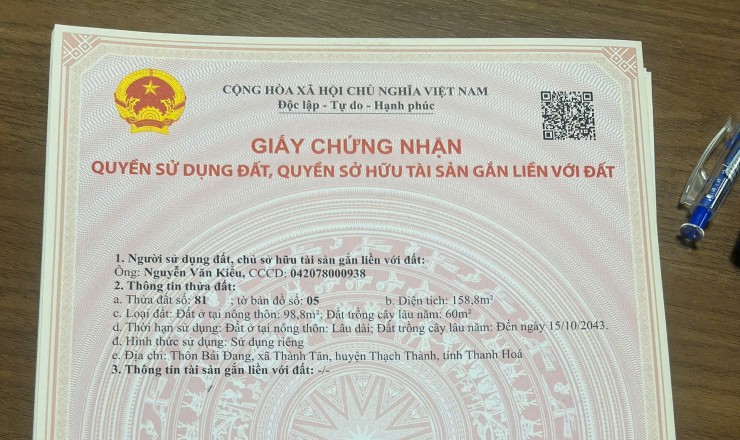 CỘNG HÒA XÃ HỘI CHỦ NGHĨA VIỆT NAM
Độc lập - Tự do - Hạnh phúc
GIẤY CHỨNG NHẬN
QUYỀN SỬ DỤNG ĐẤT, QUYỀN SỞ HỮU TÀI SẢN GẮN LIỀN VỚI ĐẤT
1. Người sử dụng đất, chủ sở hữu tài sản gắn liền với đất:
Ông: Nguyễn Văn Kiều, CCCD: 042078000938
2. Thông tin thửa đất:
a. Thửa đất số: 81 ; tờ bản đồ số: 05 b. Diện tích: 158,8m²
c. Loại đất: Đất ở tại nông thôn: 98,8m²; Đất trồng cây lâu năm: 60m²
d. Thời hạn sử dụng: Đất ở tại nông thôn: Lâu dài; Đất trồng cây lâu năm: Đến ngày 15/10/2043.
đ. Hình thức sử dụng: Sử dụng riêng
e. Địa chỉ: Thôn Bái Đang, xã Thành Tân, huyện Thạch Thành, tỉnh Thanh Hoá
3. Thông tin tài sản gắn liền với đất: -/-